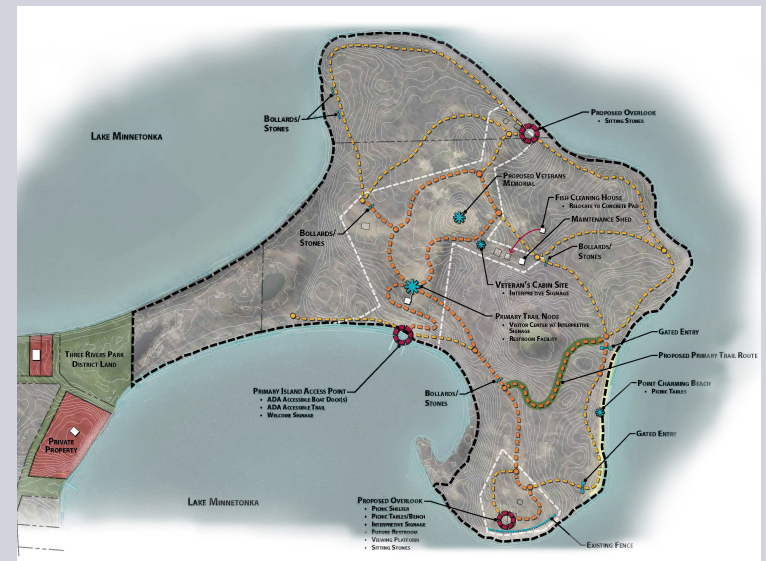 Proposed Overlook
• Sitting Stones
Bollards/
Stones
Lake Minnetonka
Proposed Veterans
Memorial
Fish Cleaning House
• Relocate to Concrete Pad
Maintenance Shed
Bollards/
Stones
Bollards/
Stones
Veteran's Cabin Site
• Interpretive Signage
Primary Trail Node
• Visitor Center w/ Interpretive
Signage
• Restroom Facility
Gated Entry
Three Rivers Park
District Land
Proposed Primary Trail Route
Primary Island Access Point
• ADA Accessible Boat Dock(s)
• ADA Accessible Trail
• Welcome Signage
Bollards/
Stones
Point Charming Beach
• Picnic Tables
Private
Property
Gated Entry
Lake Minnetonka
Proposed Overlook
• Picnic Shelter
• Picnic Tables/Bench
• Interpretive Signage
• Future Restroom
• Viewing Platform
• Sitting Stones
Existing Fence